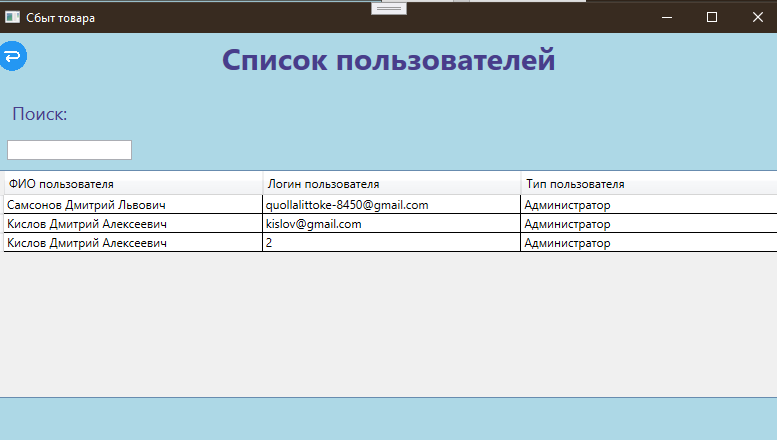 Сбыт товара
Список пользователей
Поиск:
ФИО пользователя Логин пользователя Тип пользователя
Самсонов Дмитрий Львович quollalittoke-8450@gmail.com Администратор
Кислов Дмитрий Алексеевич kislov@gmail.com Администратор
Кислов Дмитрий Алексеевич 2 Администратор